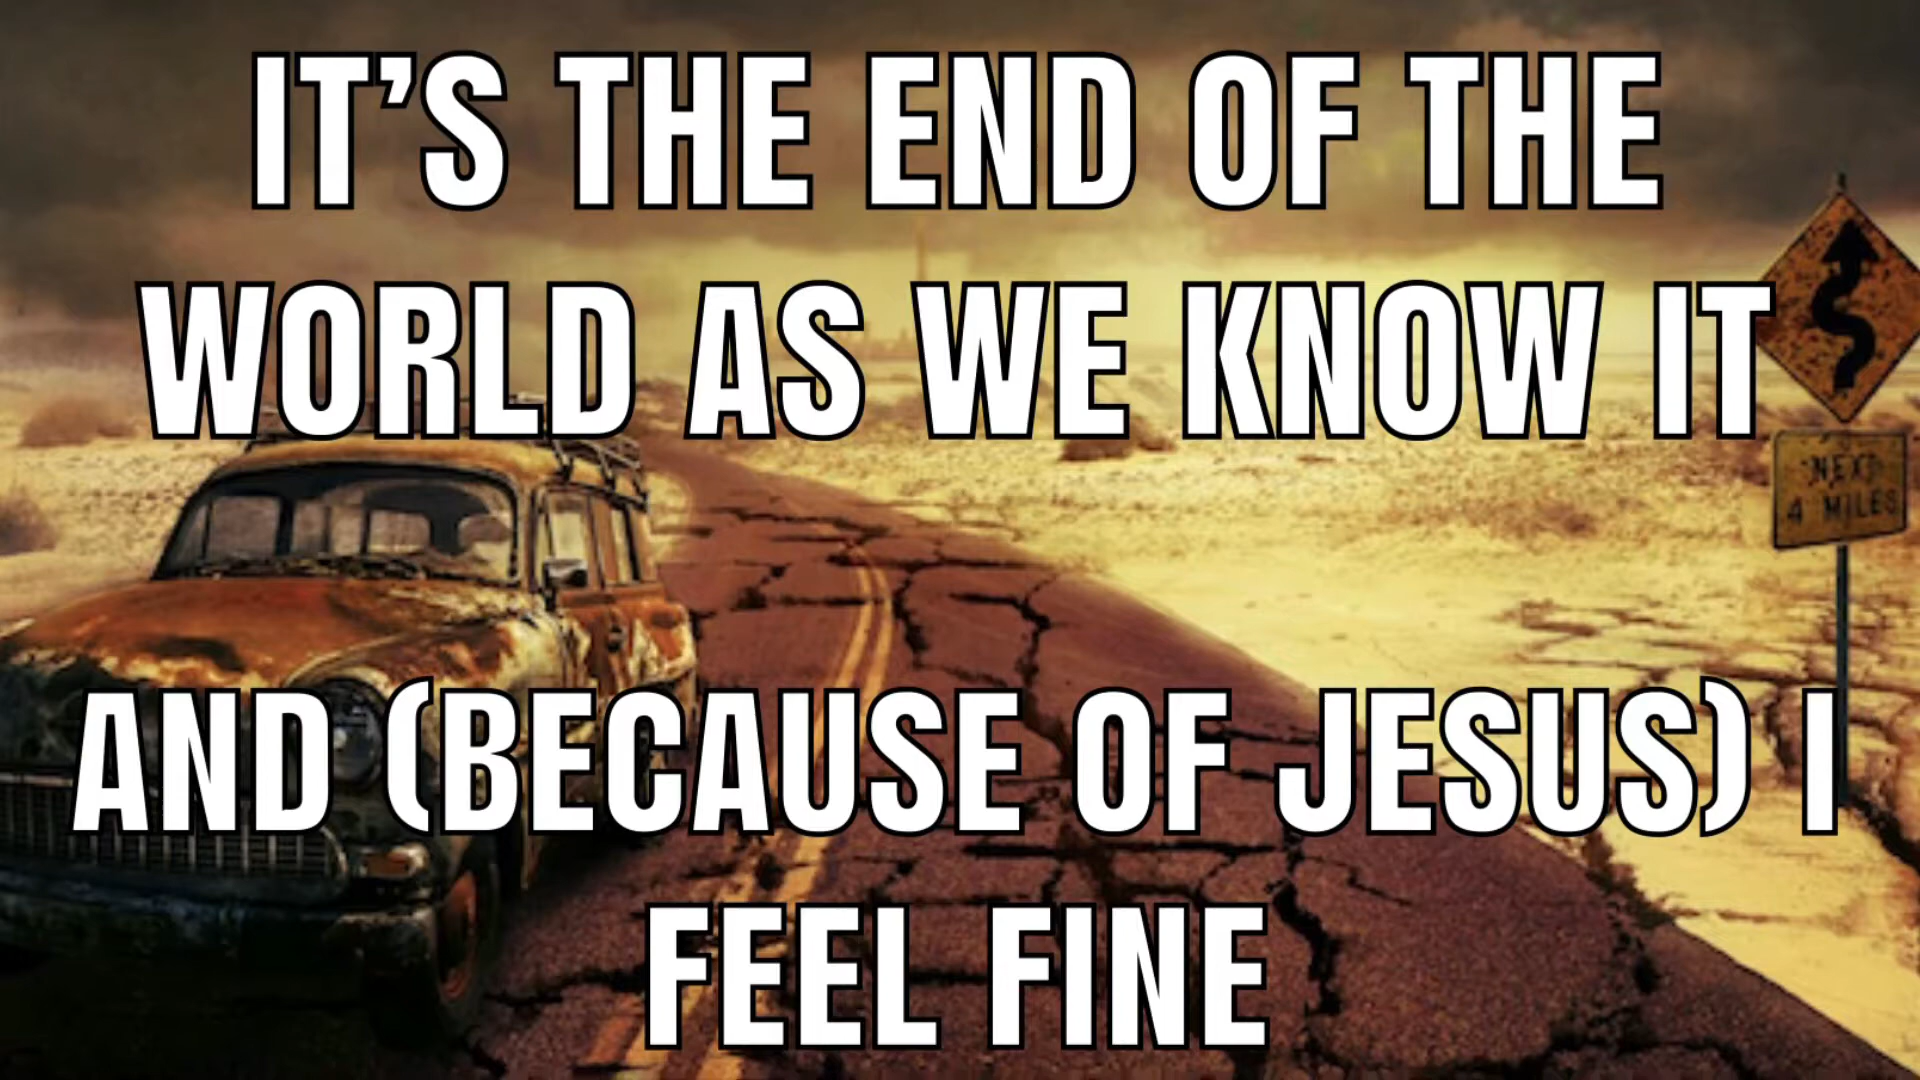 IT’S THE END OF THE
WORLD AS WE KNOW IT
NEXT
4 MILES
AND (BECAUSE OF JESUS) I
FEEL FINE